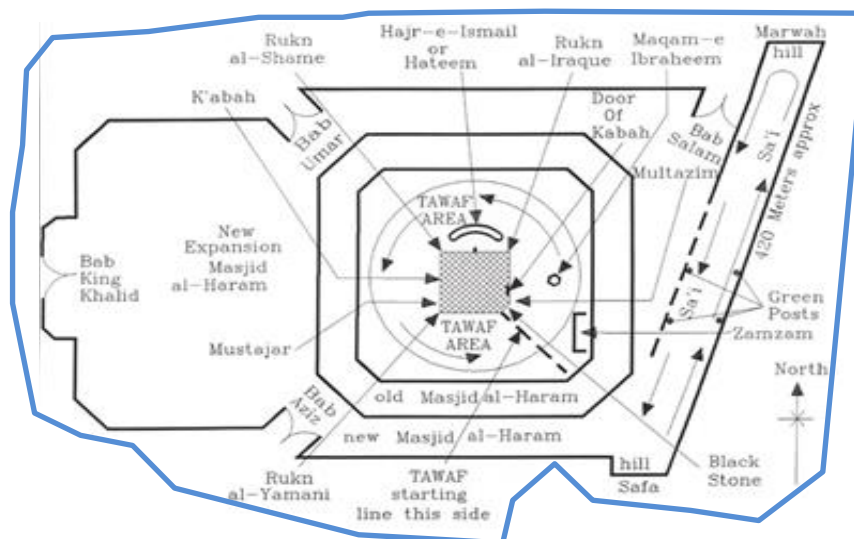 Rukn
al-Shame
Hajr-e-Ismail
or
Hateem
Rukn
al-Iraque
Maqam-e
Ibraheem
Marwah
hill
K'abah
Bab
Umar
Door
Of
Kabah
Bab
Salam
Multazim
Sa'i
420 Meters approx
TAWAF
AREA
New
Expansion
Masjid
al-Haram
Bab
King
Khalid
Sa'i
Green
Posts
Mustajar
TAWAF
AREA
Zamzam
North
old Masjid al-Haram
Bab
Aziz
new Masjid al-Haram
Rukn
al-Yamani
TAWAF
starting
line this side
hill
Safa
Black
Stone